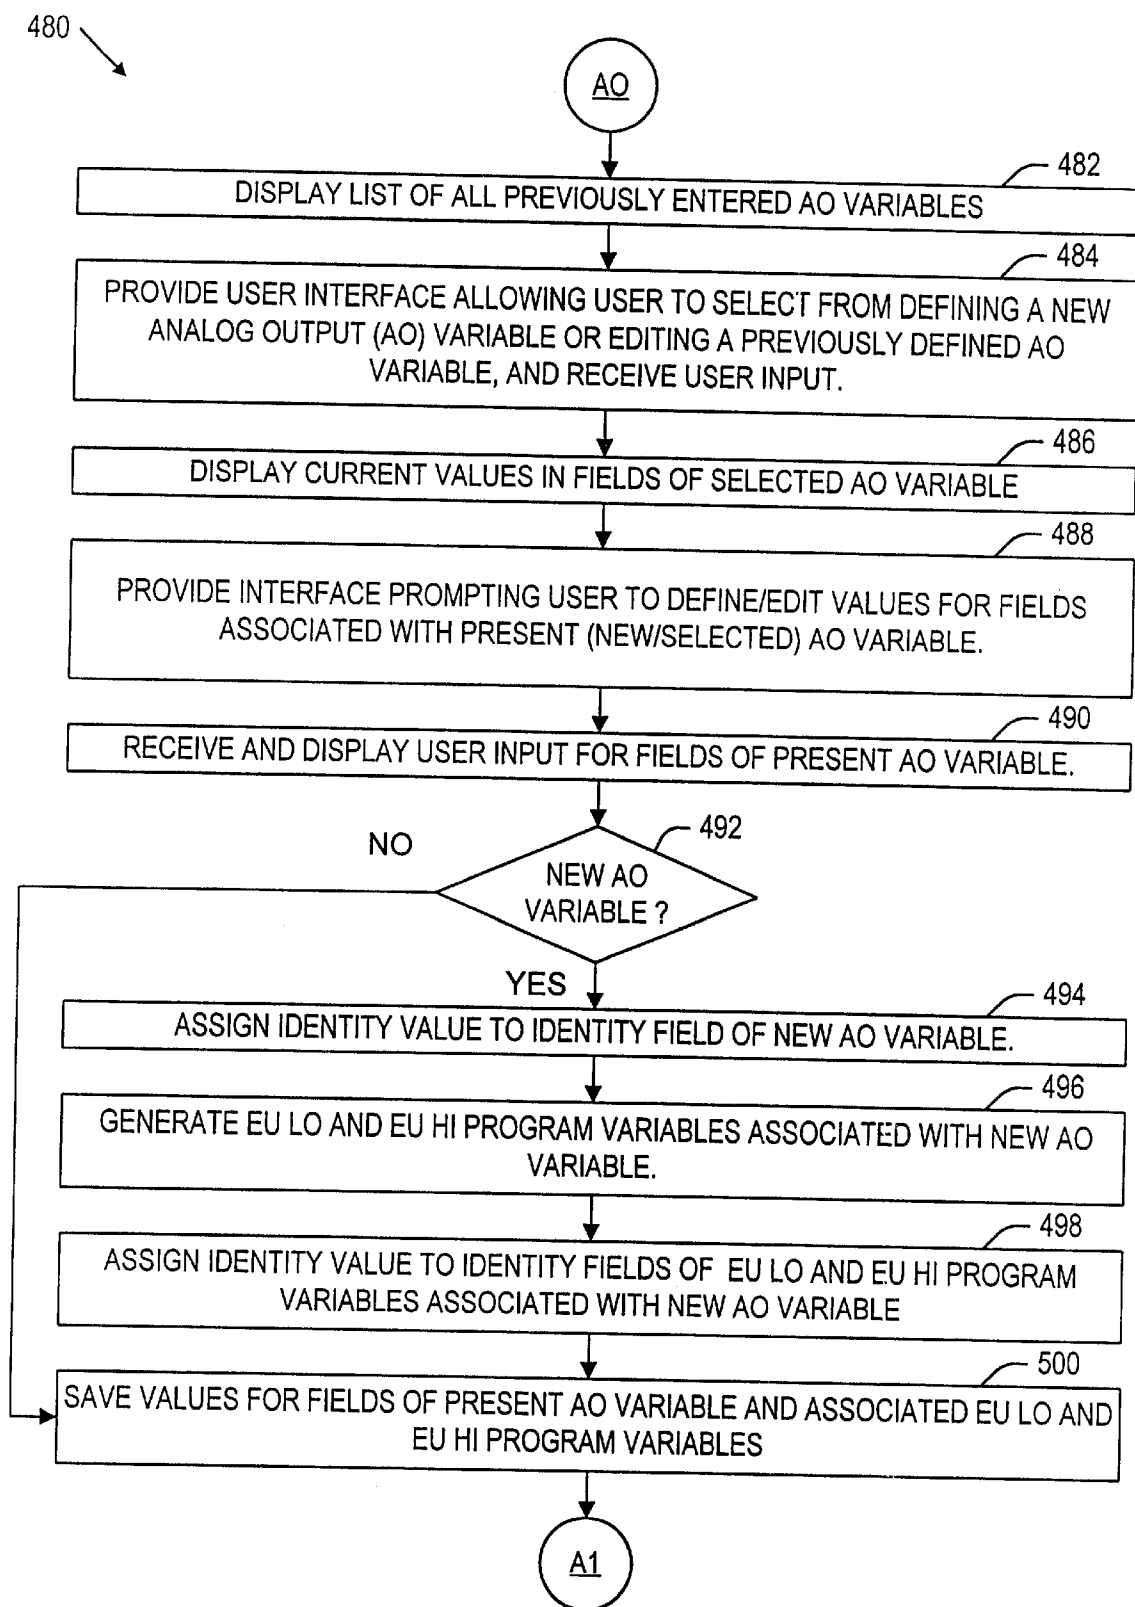 480
AO
482
DISPLAY LIST OF ALL PREVIOUSLY ENTERED AO VARIABLES
484
PROVIDE USER INTERFACE ALLOWING USER TO SELECT FROM DEFINING A NEW
ANALOG OUTPUT (AO) VARIABLE OR EDITING A PREVIOUSLY DEFINED AO
VARIABLE, AND RECEIVE USER INPUT.
486
DISPLAY CURRENT VALUES IN FIELDS OF SELECTED AO VARIABLE
488
PROVIDE INTERFACE PROMPTING USER TO DEFINE/EDIT VALUES FOR FIELDS
ASSOCIATED WITH PRESENT (NEW/SELECTED) AO VARIABLE.
490
RECEIVE AND DISPLAY USER INPUT FOR FIELDS OF PRESENT AO VARIABLE.
492
NO
NEW AO
VARIABLE ?
YES
494
ASSIGN IDENTITY VALUE TO IDENTITY FIELD OF NEW AO VARIABLE.
496
GENERATE EU LO AND EU HI PROGRAM VARIABLES ASSOCIATED WITH NEW AO
VARIABLE.
498
ASSIGN IDENTITY VALUE TO IDENTITY FIELDS OF EU LO AND EU HI PROGRAM
VARIABLES ASSOCIATED WITH NEW AO VARIABLE
500
SAVE VALUES FOR FIELDS OF PRESENT AO VARIABLE AND ASSOCIATED EU LO AND
EU HI PROGRAM VARIABLES
A1